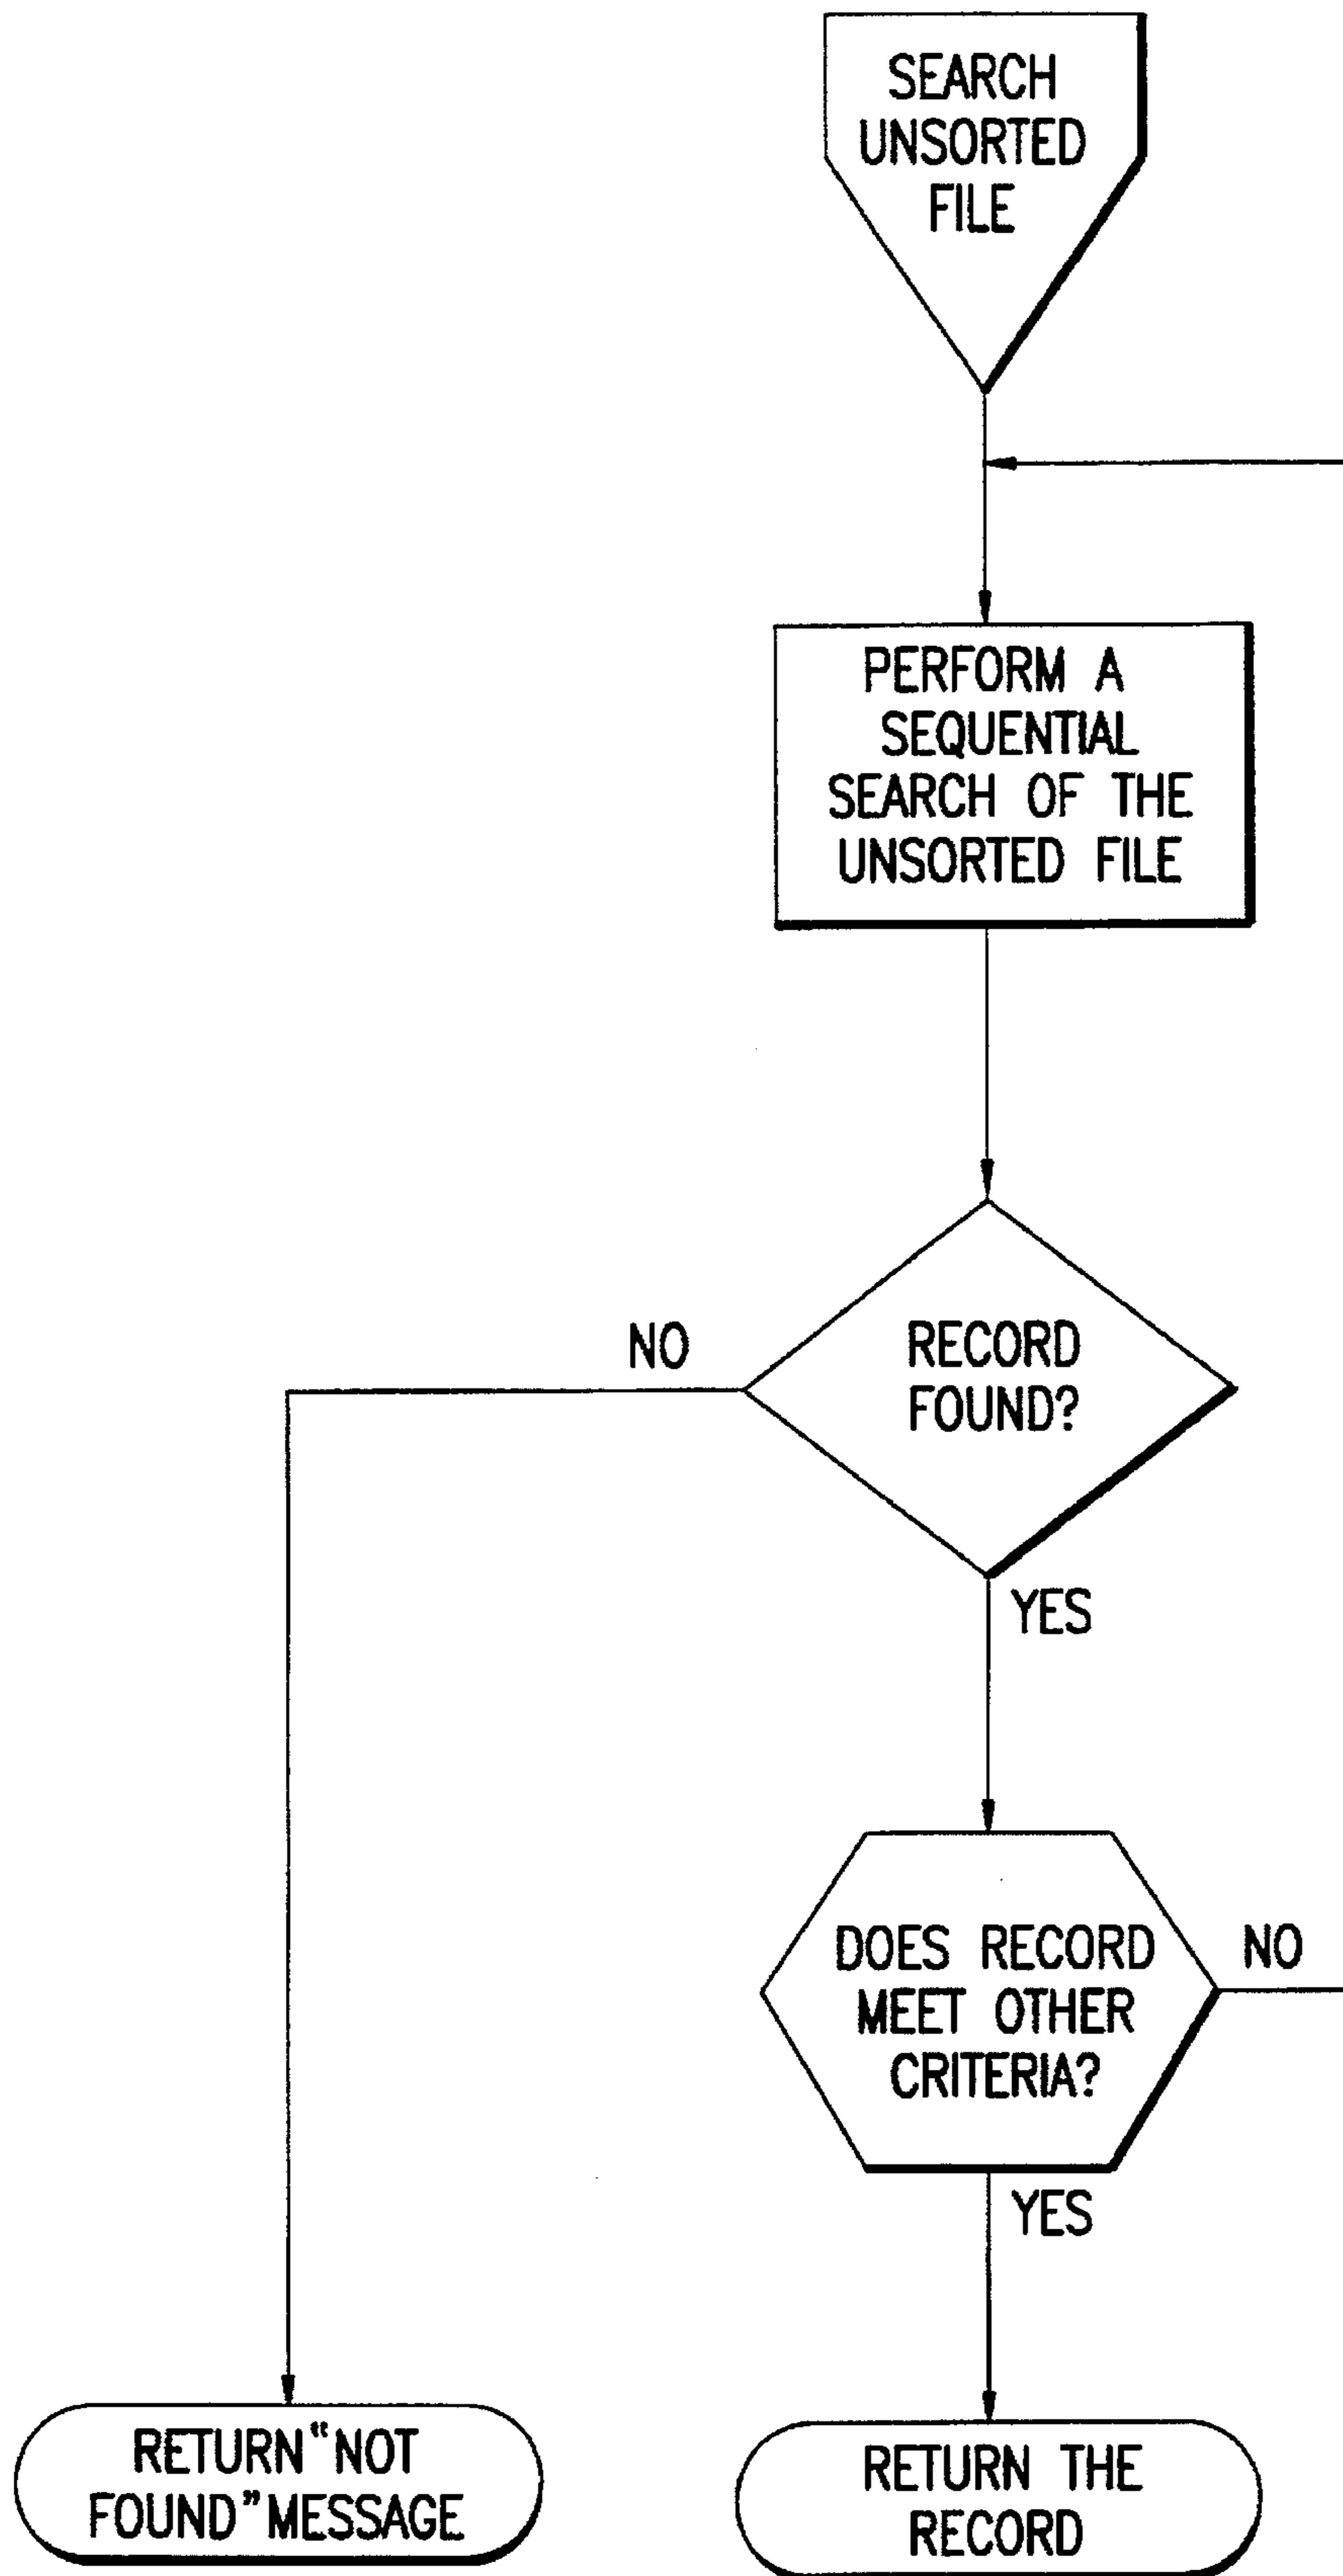 SEARCH
UNSORTED
FILE
PERFORM A
SEQUENTIAL
SEARCH OF THE
UNSORTED FILE
NO
RECORD
FOUND?
YES
DOES RECORD
MEET OTHER
CRITERIA?
NO
YES
RETURN "NOT
FOUND" MESSAGE
RETURN THE
RECORD